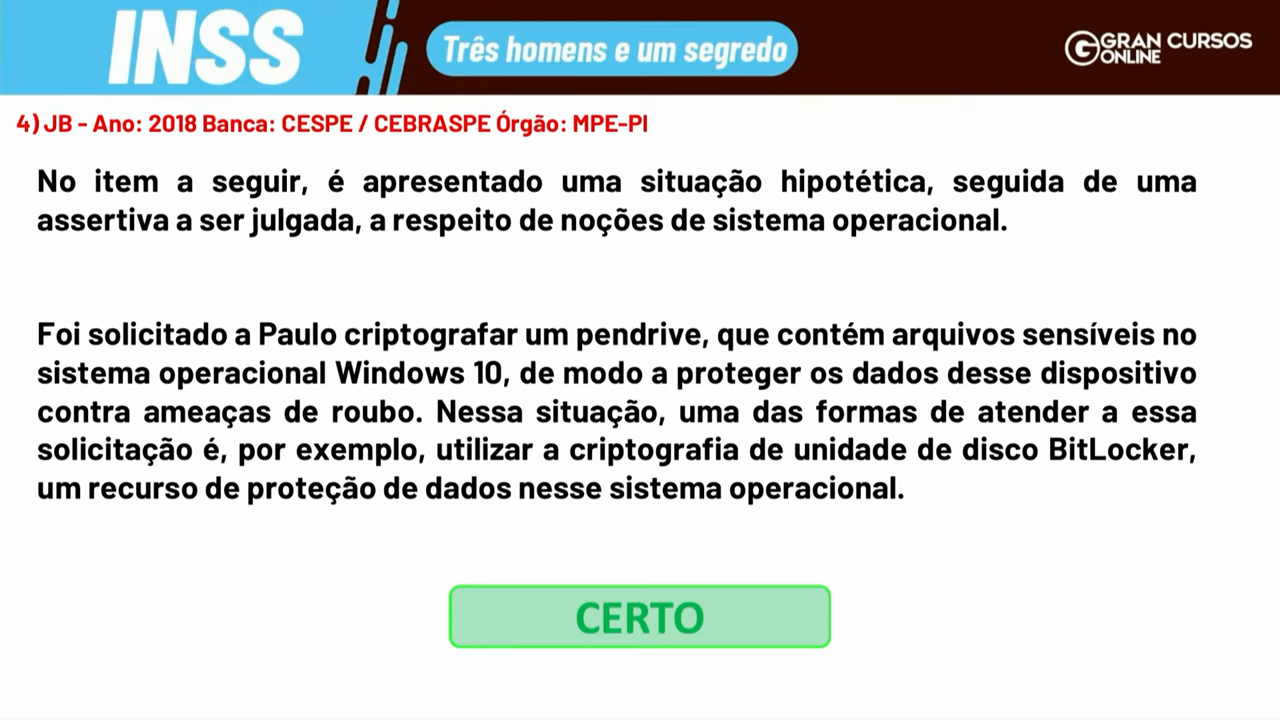 INSS
Três homens e um segredo
GRAN CURSOS
ONLINE
4) JB - Ano: 2018 Banca: CESPE / CEBRASPE Órgão: MPE-PI
No item a seguir, é apresentado uma situação hipotética, seguida de uma
assertiva a ser julgada, a respeito de noções de sistema operacional.
Foi solicitado a Paulo criptografar um pendrive, que contém arquivos sensíveis no
sistema operacional Windows 10, de modo a proteger os dados desse dispositivo
contra ameaças de roubo. Nessa situação, uma das formas de atender a essa
solicitação é, por exemplo, utilizar a criptografia de unidade de disco BitLocker,
um recurso de proteção de dados nesse sistema operacional.
CERTO